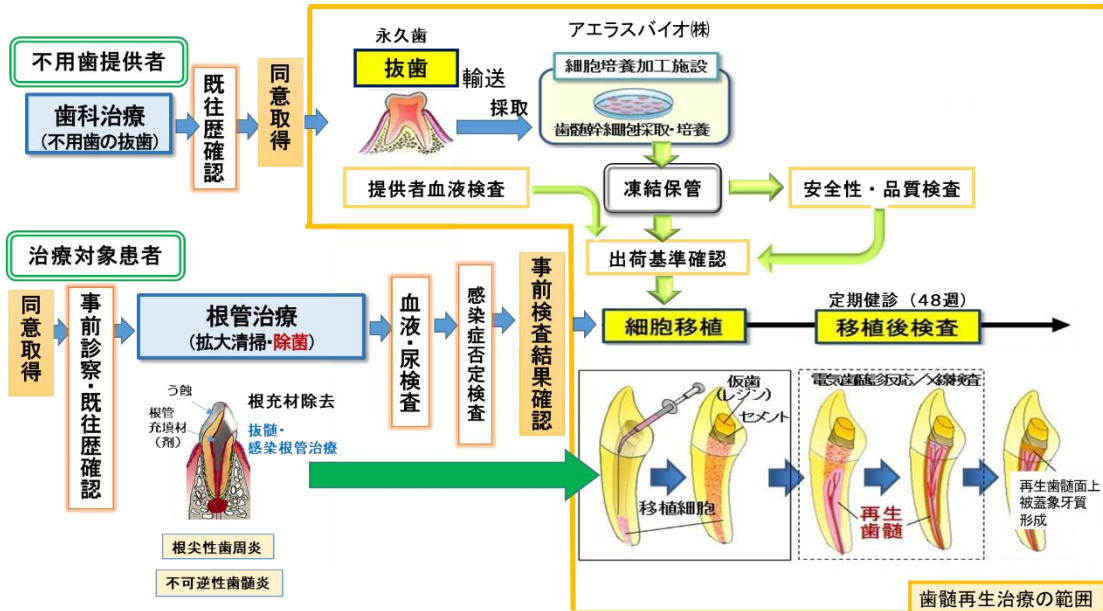 不用歯提供者
歯科治療
(不用歯の抜歯)
既往歴確認
同意取得
永久歯
抜歯
輸送
採取
アエラスバイオ㈱
細胞培養加工施設
歯髄幹細胞採取・培養
提供者血液検査
凍結保管
安全性・品質検査
出荷基準確認
治療対象患者
同意取得
事前診察・既往歴確認
根管治療
(拡大清掃・除菌)
血液・尿検査
感染症否定検査
事前検査結果確認
細胞移植
定期健診（48週）
移植後検査
う蝕
根管
充填材
（剤）
根充材除去
抜髄・
感染根管治療
根尖性歯周炎
不可逆性歯髄炎
仮歯
(レジン)
セメント
移植細胞
電気歯髄診反応／X線検査
再生
歯髄
再生歯髄面上
被蓋象牙質
形成
歯髄再生治療の範囲